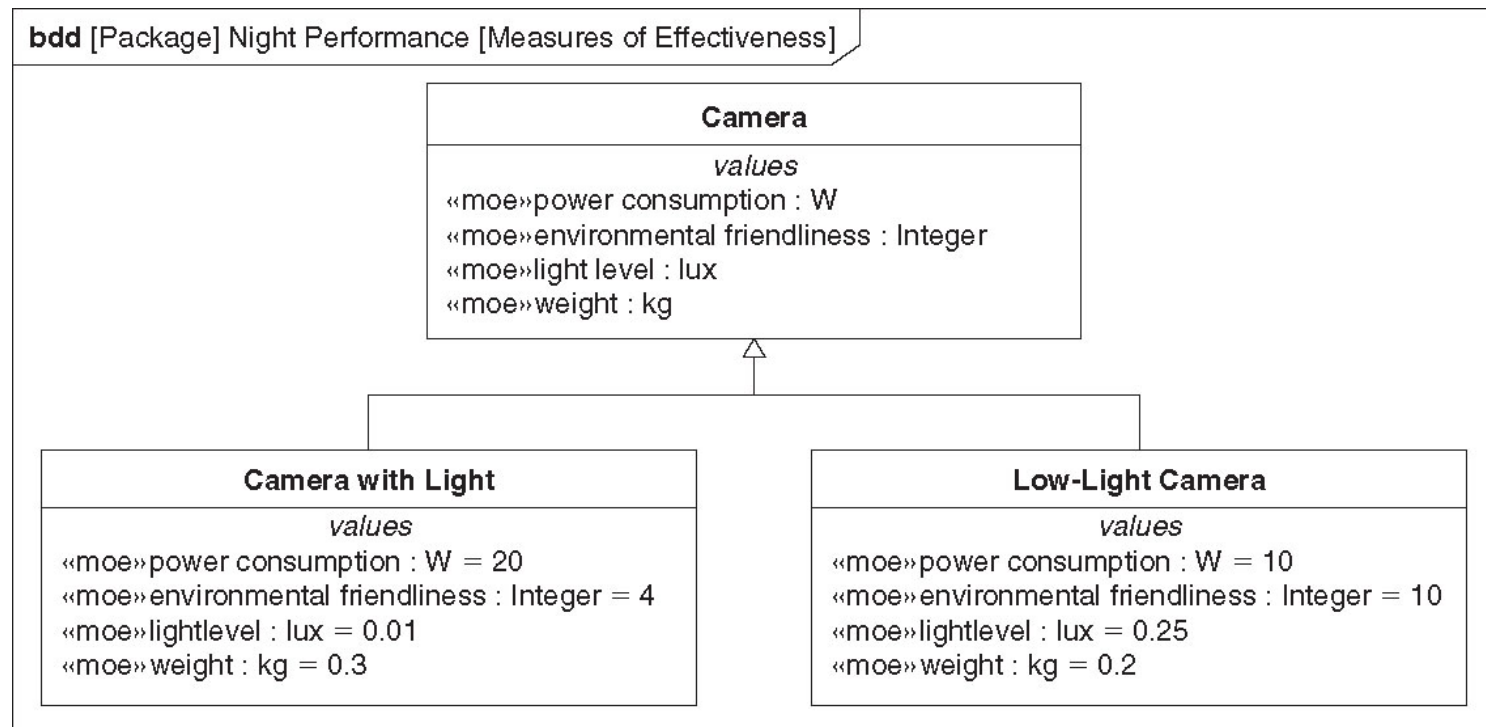 bdd [Package] Night Performance [Measures of Effectiveness]
Camera
values
«moe»power consumption : W
«moe»environmental friendliness : Integer
«moe»light level : lux
«moe»weight : kg
Camera with Light
values
«moe»power consumption : W = 20
«moe»environmental friendliness : Integer = 4
«moe»lightlevel : lux = 0.01
«moe»weight : kg = 0.3
Low-Light Camera
values
«moe»power consumption : W = 10
«moe»environmental friendliness : Integer = 10
«moe»lightlevel : lux = 0.25
«moe»weight : kg = 0.2